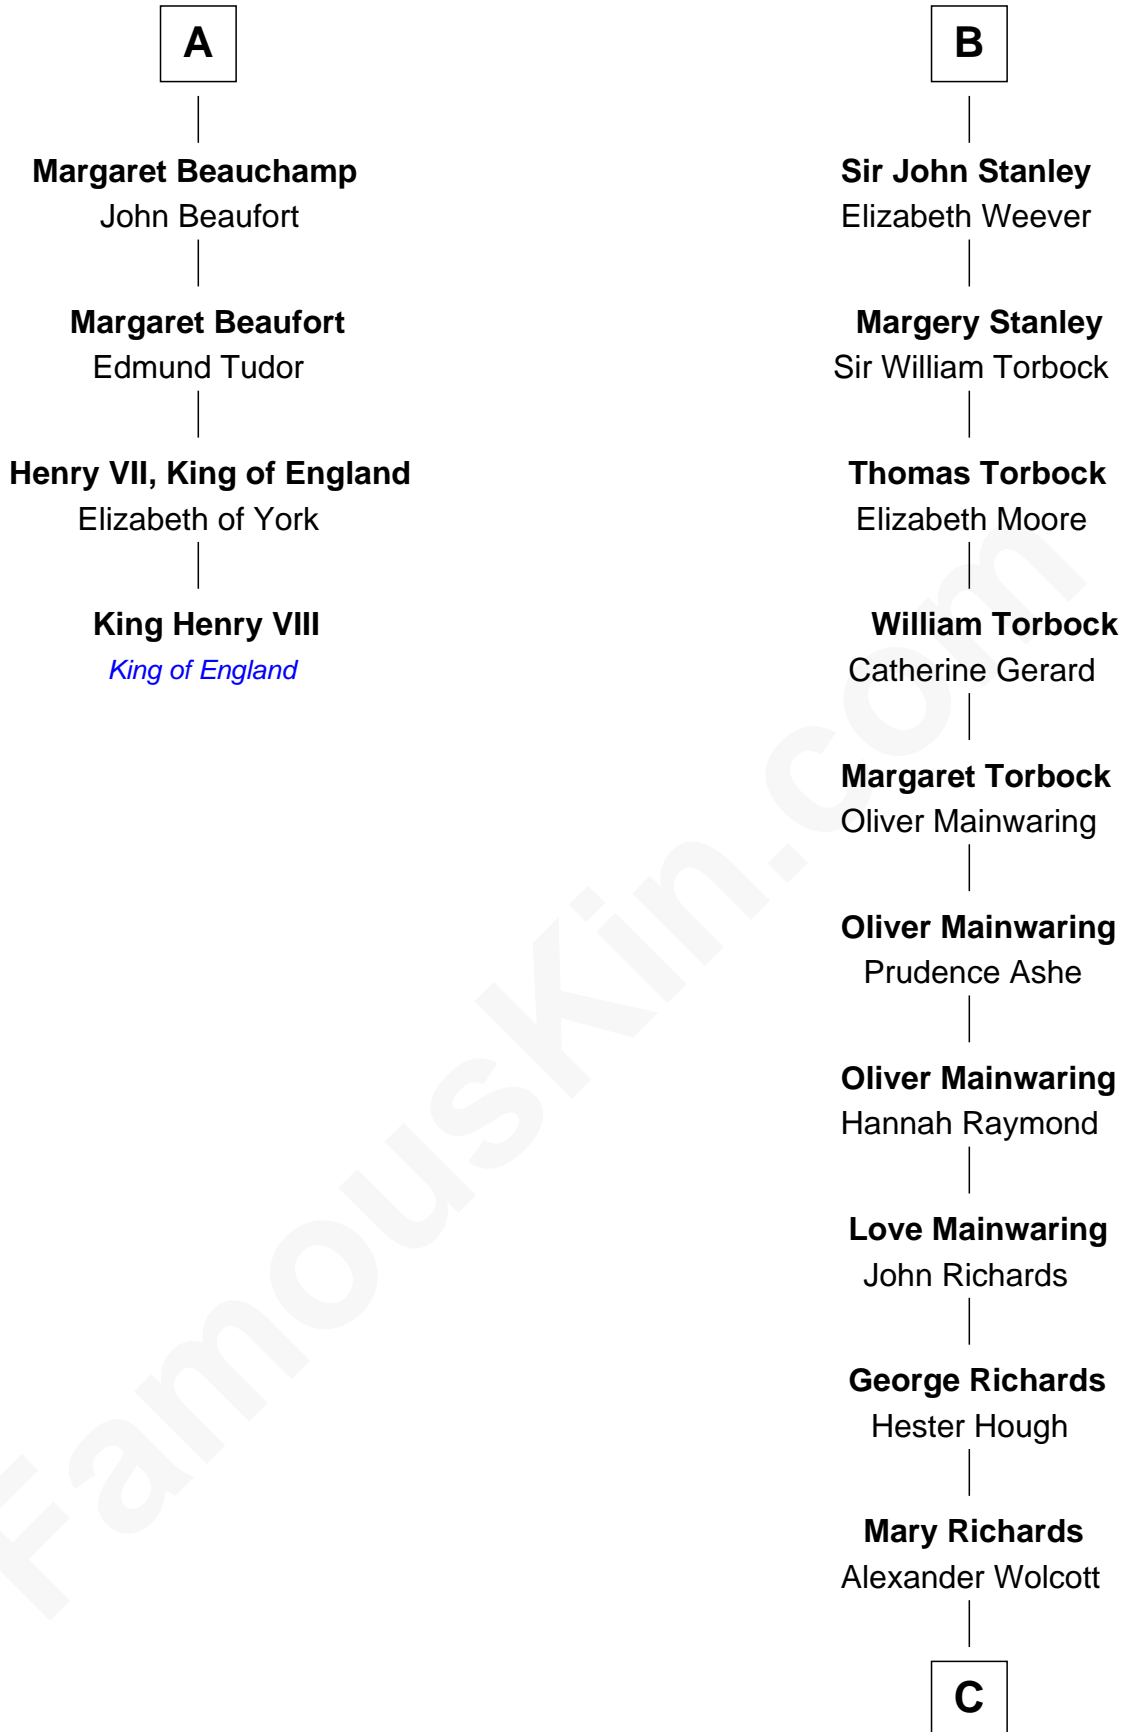 A
Margaret Beauchamp
John Beaufort
Margaret Beaufort
Edmund Tudor
Henry VII, King of England
Elizabeth of York
King Henry VIII
King of England
B
Sir John Stanley
Elizabeth Weever
Margery Stanley
Sir William Torbock
Thomas Torbock
Elizabeth Moore
William Torbock
Catherine Gerard
Margaret Torbock
Oliver Mainwaring
Oliver Mainwaring
Prudence Ashe
Oliver Mainwaring
Hannah Raymond
Love Mainwaring
John Richards
George Richards
Hester Hough
Mary Richards
Alexander Wolcott
C
FamousKin.com